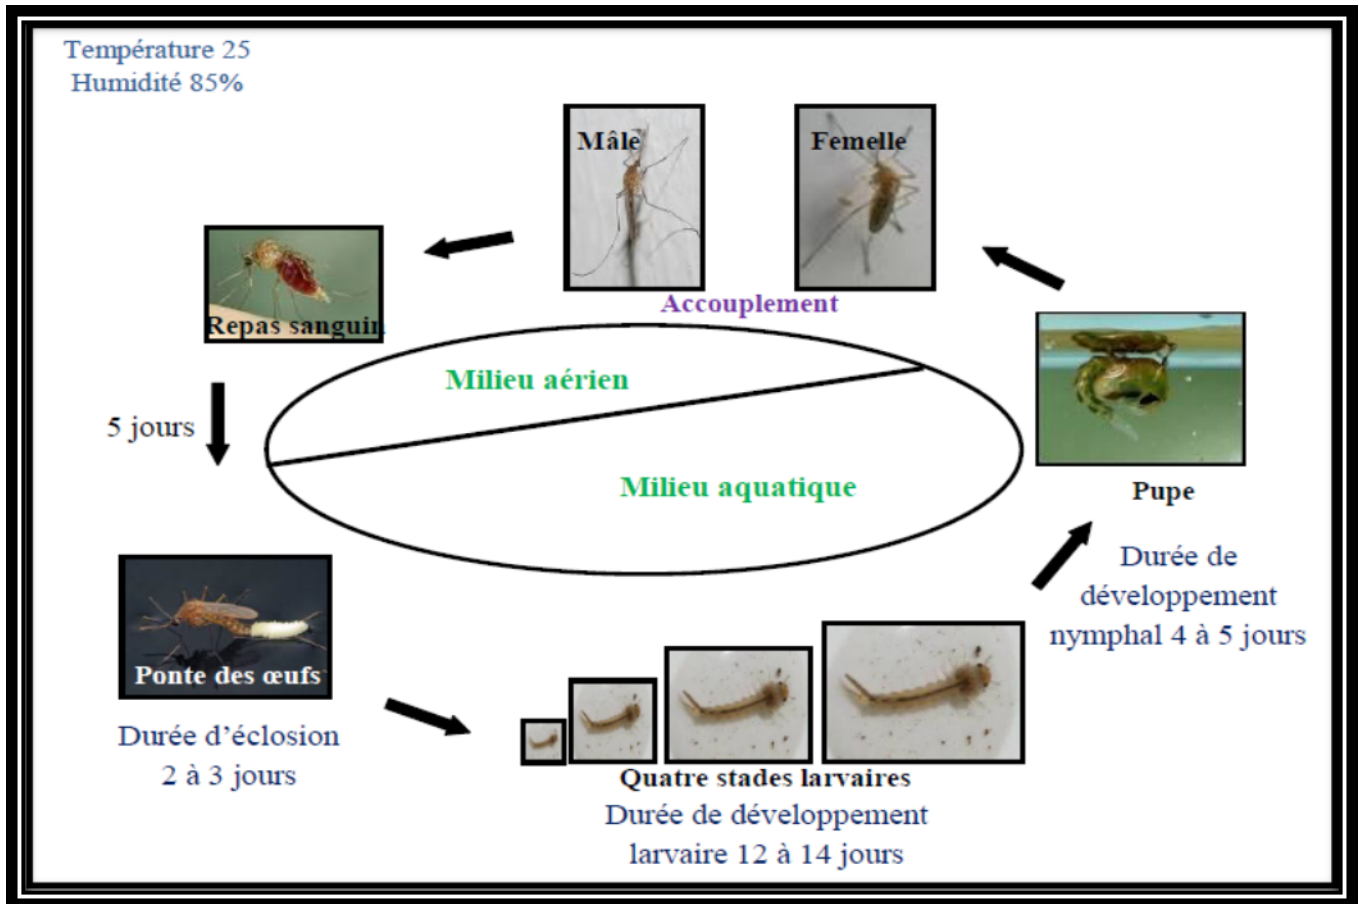 Température 25
Humidité 85%
Mâle
Femelle
Accouplement
Repas sanguin
Milieu aérien
5 jours
Milieu aquatique
Pupe
Durée de
développement
nymphal 4 à 5 jours
Ponte des œufs
Durée d’éclosion
2 à 3 jours
Quatre stades larvaires
Durée de développement
larvaire 12 à 14 jours